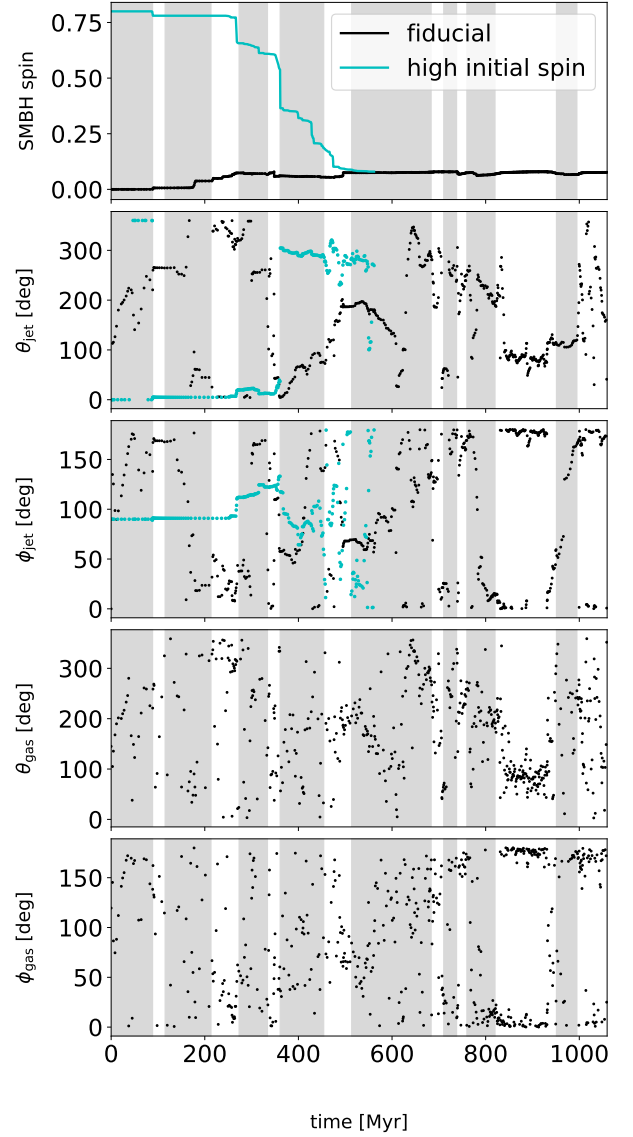 0.75
0.50
0.25
0.00
SMBH spin
fiducial
high initial spin
300
200
100
0
θjet [deg]
150
100
50
0
ϕjet [deg]
300
200
100
0
θgas [deg]
150
100
50
0
ϕgas [deg]
0 200 400 600 800 1000
time [Myr]